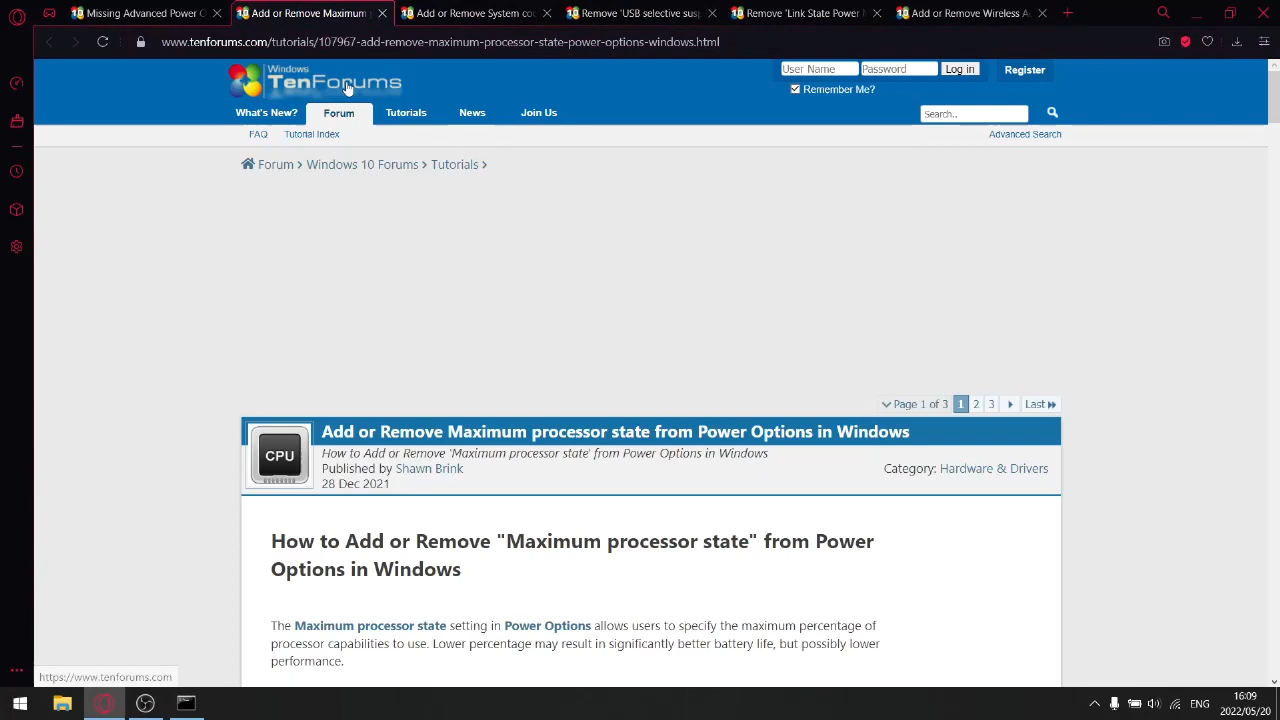 Missing Advanced Power O
Add or Remove Maximum p
Add or Remove System co
Remove 'USB selective sus
Remove 'Link State Power M
Add or Remove Wireless A
www.tenforums.com/tutorials/107967-add-remove-maximum-processor-state-power-options-windows.html
Windows
TenForums
User Name
Password
Log in
Register
Remember Me?
What's New?
Forum
Tutorials
News
Join Us
Search..
FAQ
Tutorial Index
Advanced Search
Forum > Windows 10 Forums > Tutorials >
Page 1 of 3 1 2 3 Last
Add or Remove Maximum processor state from Power Options in Windows
CPU
How to Add or Remove 'Maximum processor state' from Power Options in Windows
Published by Shawn Brink
Category: Hardware & Drivers
28 Dec 2021
How to Add or Remove "Maximum processor state" from Power
Options in Windows
The Maximum processor state setting in Power Options allows users to specify the maximum percentage of
processor capabilities to use. Lower percentage may result in significantly better battery life, but possibly lower
performance.
https://www.tenforums.com
ENG
16:09
2022/05/20